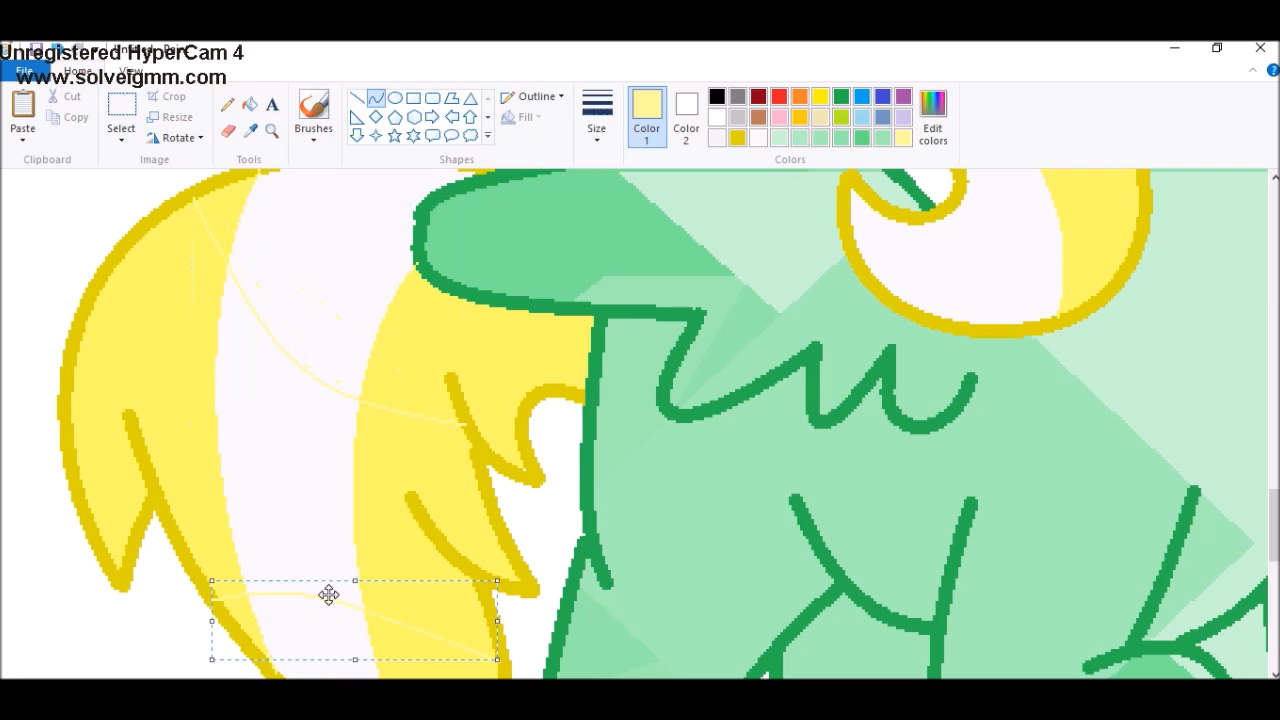 Unregistered HyperCam 4
www.solveigmm.com
File Home View
Paste
Cut
Copy
Clipboard
Select
Crop
Resize
Rotate
Image
Tools
A
Brushes
Outline
Fill
Shapes
Size
Color 1
Color 2
Edit colors
Colors
?